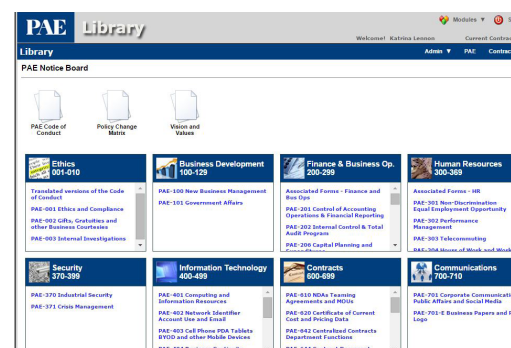 PAE Library
Modules ▼
Welcome! Katrina Lennon Current Contrac
Library
Admin ▼ PAE Contrac
PAE Notice Board
PAE Code of
Conduct
Policy Change
Matrix
Vision and
Values
Ethics
001-010
Translated versions of the Code
of Conduct
PAE-001 Ethics and Compliance
PAE-002 Gifts, Gratuities and
other Business Courtesies
PAE-003 Internal Investigations
Business Development
100-129
PAE-100 New Business Management
PAE-101 Government Affairs
Finance & Business Op.
200-299
Associated Forms - Finance and
Bus Ops
PAE-201 Control of Accounting
Operations & Financial Reporting
PAE-202 Internal Control & Total
Audit Program
PAE-206 Capital Planning and
Human Resources
300-369
Associated Forms - HR
PAE-301 Non-Discrimination
Equal Employment Opportunity
PAE-302 Performance
Management
PAE-303 Telecommuting
PAE-304 Hours of Work and Work
Security
370-399
PAE-370 Industrial Security
PAE-371 Crisis Management
Information Technology
400-499
PAE-401 Computing and
Information Resources
PAE-402 Network Identifier
Account Use and Email
PAE-403 Cell Phone PDA Tablets
BYOD and other Mobile Devices
Contracts
600-699
PAE-610 NDAs Teaming
Agreements and MOUs
PAE-620 Certificate of Current
Cost and Pricing Data
PAE-642 Centralized Contracts
Department Functions
Communications
700-710
PAE-701 Corporate Communicati
Public Affairs and Social Media
PAE-701-E Business Papers and F
Logo